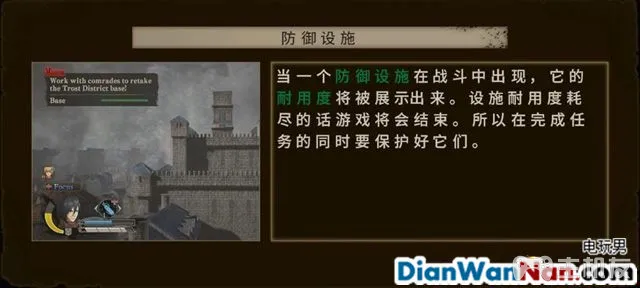 防御设施
Work with comrades to retake
the Trost District base!
Base
Focus
当一个防御设施在战斗中出现，它的
耐用度将被展示出来。设施耐用度耗
尽的话游戏将会结束。所以在完成任
务的同时要保护好它们。
电玩男
DianWanNan.com